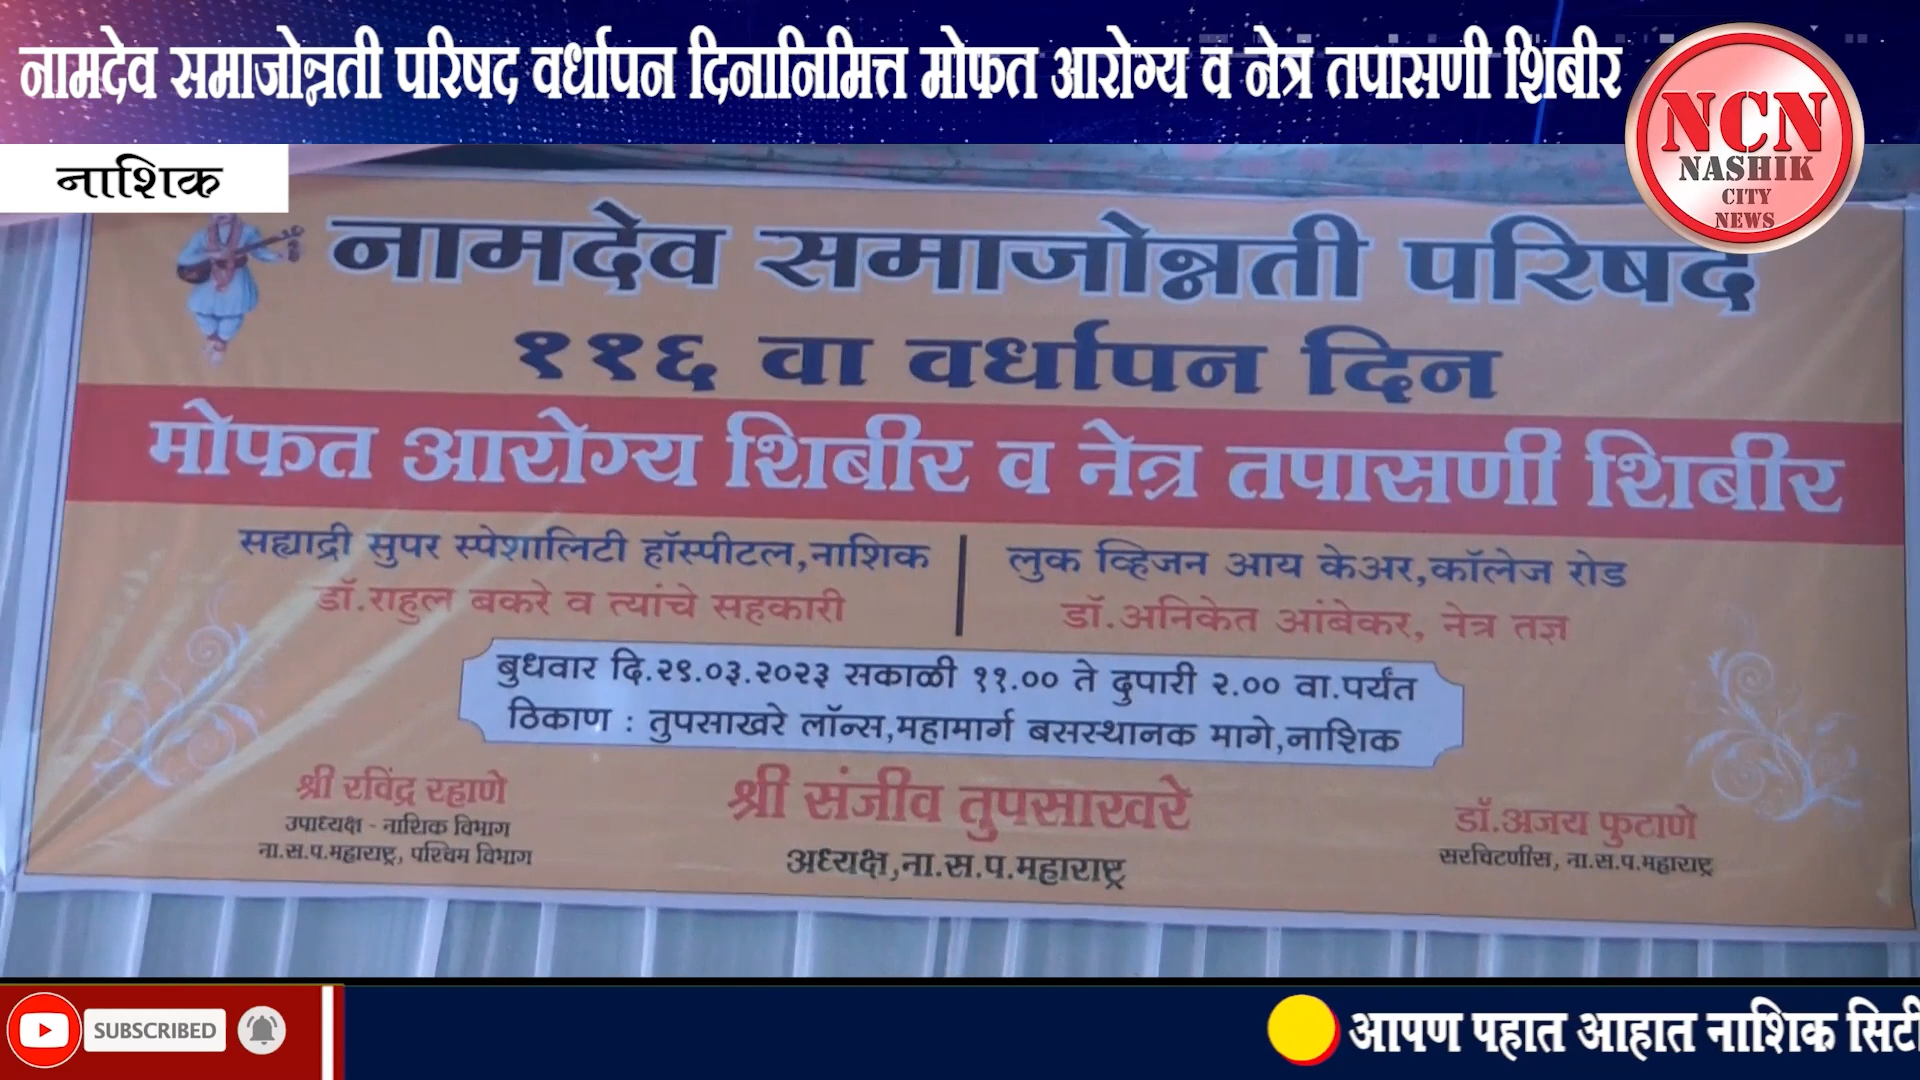 नामदेव समाजोन्नती परिषद वर्धापन दिनानिमित्त मोफत आरोग्य व नेत्र तपासणी शिबीर
NCN
NASHIK
CITY
NEWS
नाशिक
नामदेव समाजोन्नती परिषद
११६ वा वर्धापन दिन
मोफत आरोग्य शिबीर व नेत्र तपासणी शिबीर
सह्याद्री सुपर स्पेशालिटी हॉस्पीटल,नाशिक
डॉ.राहुल बकरे व त्यांचे सहकारी
लुक व्हिजन आय केअर,कॉलेज रोड
डॉ.अनिकेत आंबेकर, नेत्र तज्ञ
बुधवार दि.२९.०३.२०२३ सकाळी ११.०० ते दुपारी २.०० वा.पर्यंत
ठिकाण : तुपसाखरे लॉन्स,महामार्ग बसस्थानक मागे,नाशिक
श्री रविंद्र रहाणे
उपाध्यक्ष - नाशिक विभाग
ना.स.प.महाराष्ट्र, पश्चिम विभाग
श्री संजीव तुपसाखरे
अध्यक्ष,ना.स.प.महाराष्ट्र
डॉ.अजय फुटाणे
सरचिटणीस, ना.स.प.महाराष्ट्र
SUBSCRIBED
आपण पहात आहात नाशिक सिटी